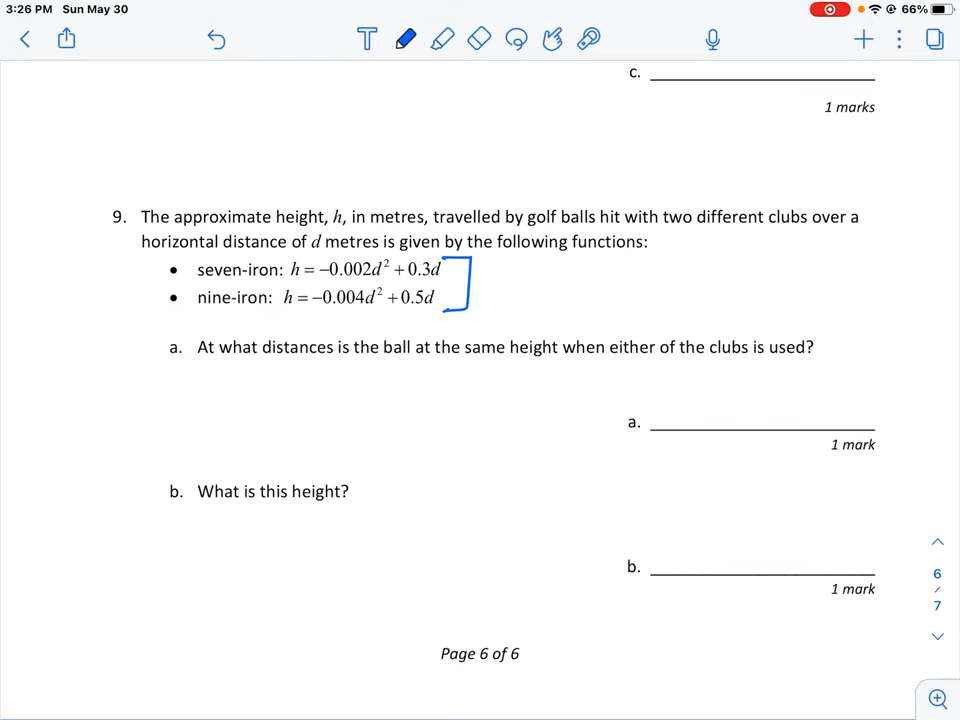 3:26 PM Sun May 30 66%
c. ____________________
1 marks
9. The approximate height, h, in metres, travelled by golf balls hit with two different clubs over a
horizontal distance of d metres is given by the following functions:
• seven-iron: h = −0.002d² + 0.3d
• nine-iron: h = −0.004d² + 0.5d
a. At what distances is the ball at the same height when either of the clubs is used?
a. ____________________
1 mark
b. What is this height?
b. ____________________
1 mark
6
/
7
Page 6 of 6